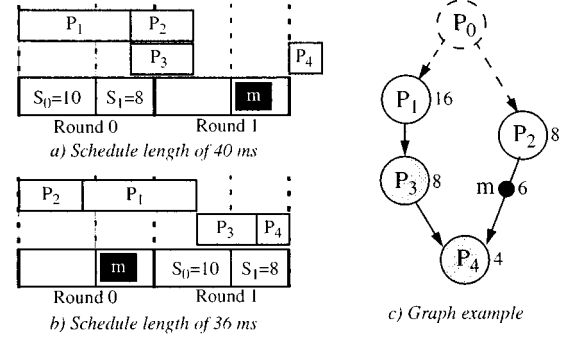 P1 P2
P3 P4
S0=10 S1=8 m
Round 0 Round 1
a) Schedule length of 40 ms
P2 P1
P3 P4
m S0=10 S1=8
Round 0 Round 1
b) Schedule length of 36 ms
P0
P1 16
P2 8
P3 8
m 6
P4 4
c) Graph example